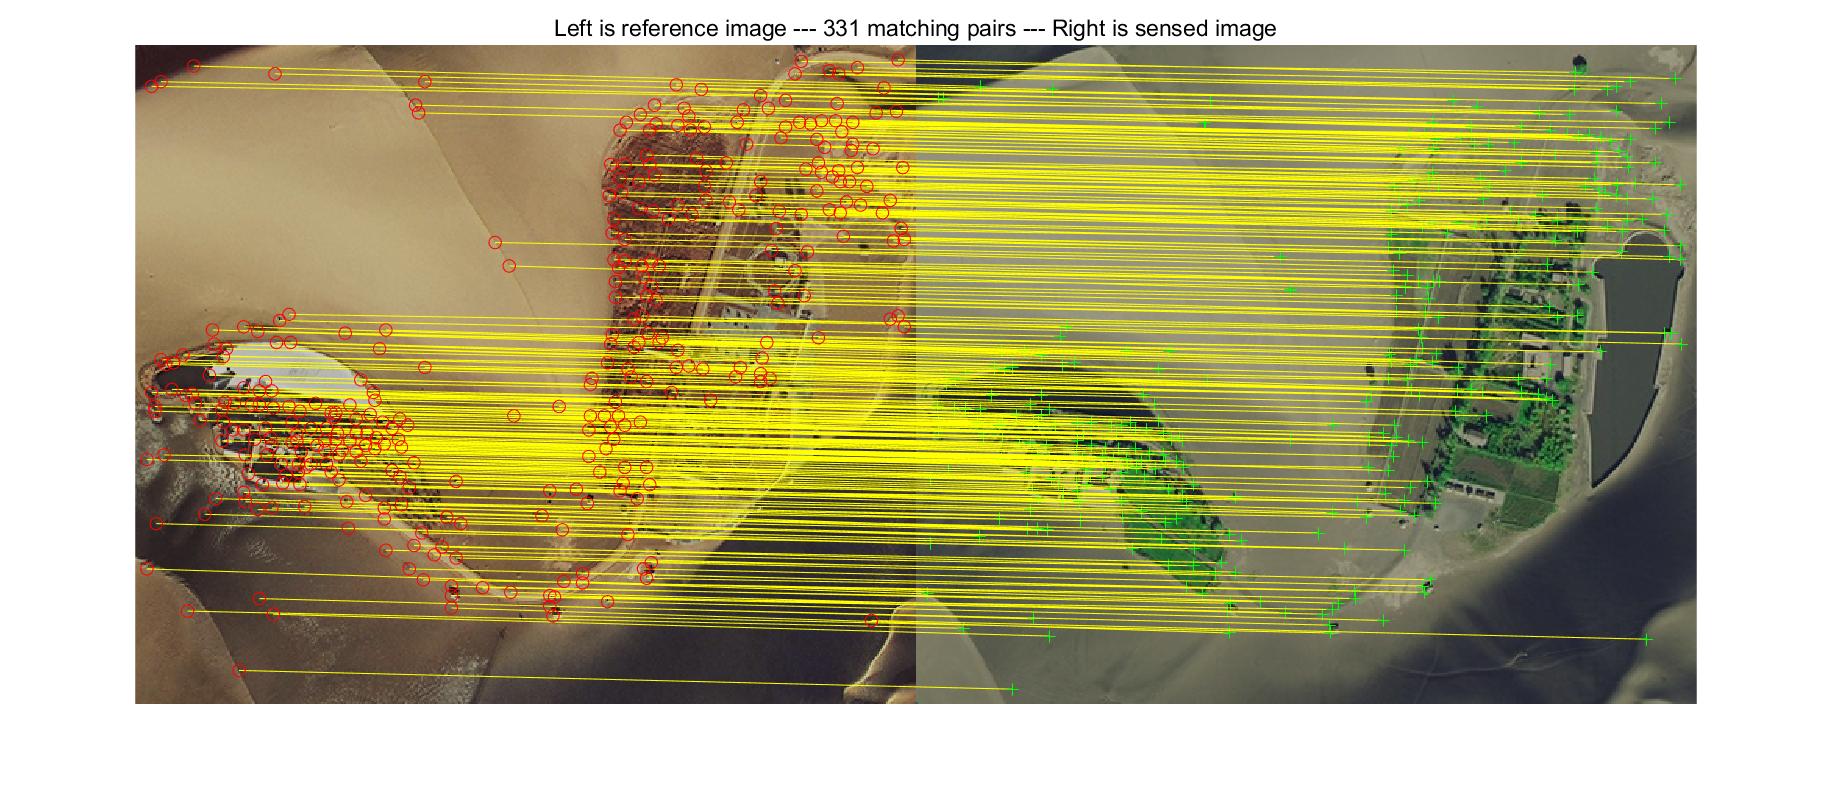 Left is reference image --- 331 matching pairs --- Right is sensed image